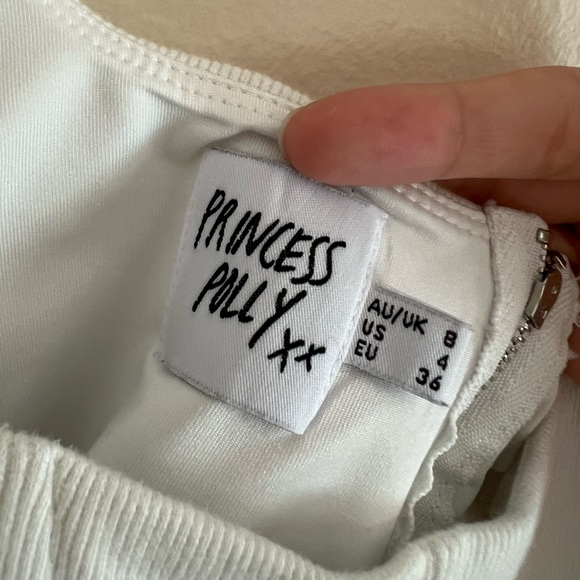 PRINCESS
POLLY
xx
AU/UK 8
US 4
EU 36